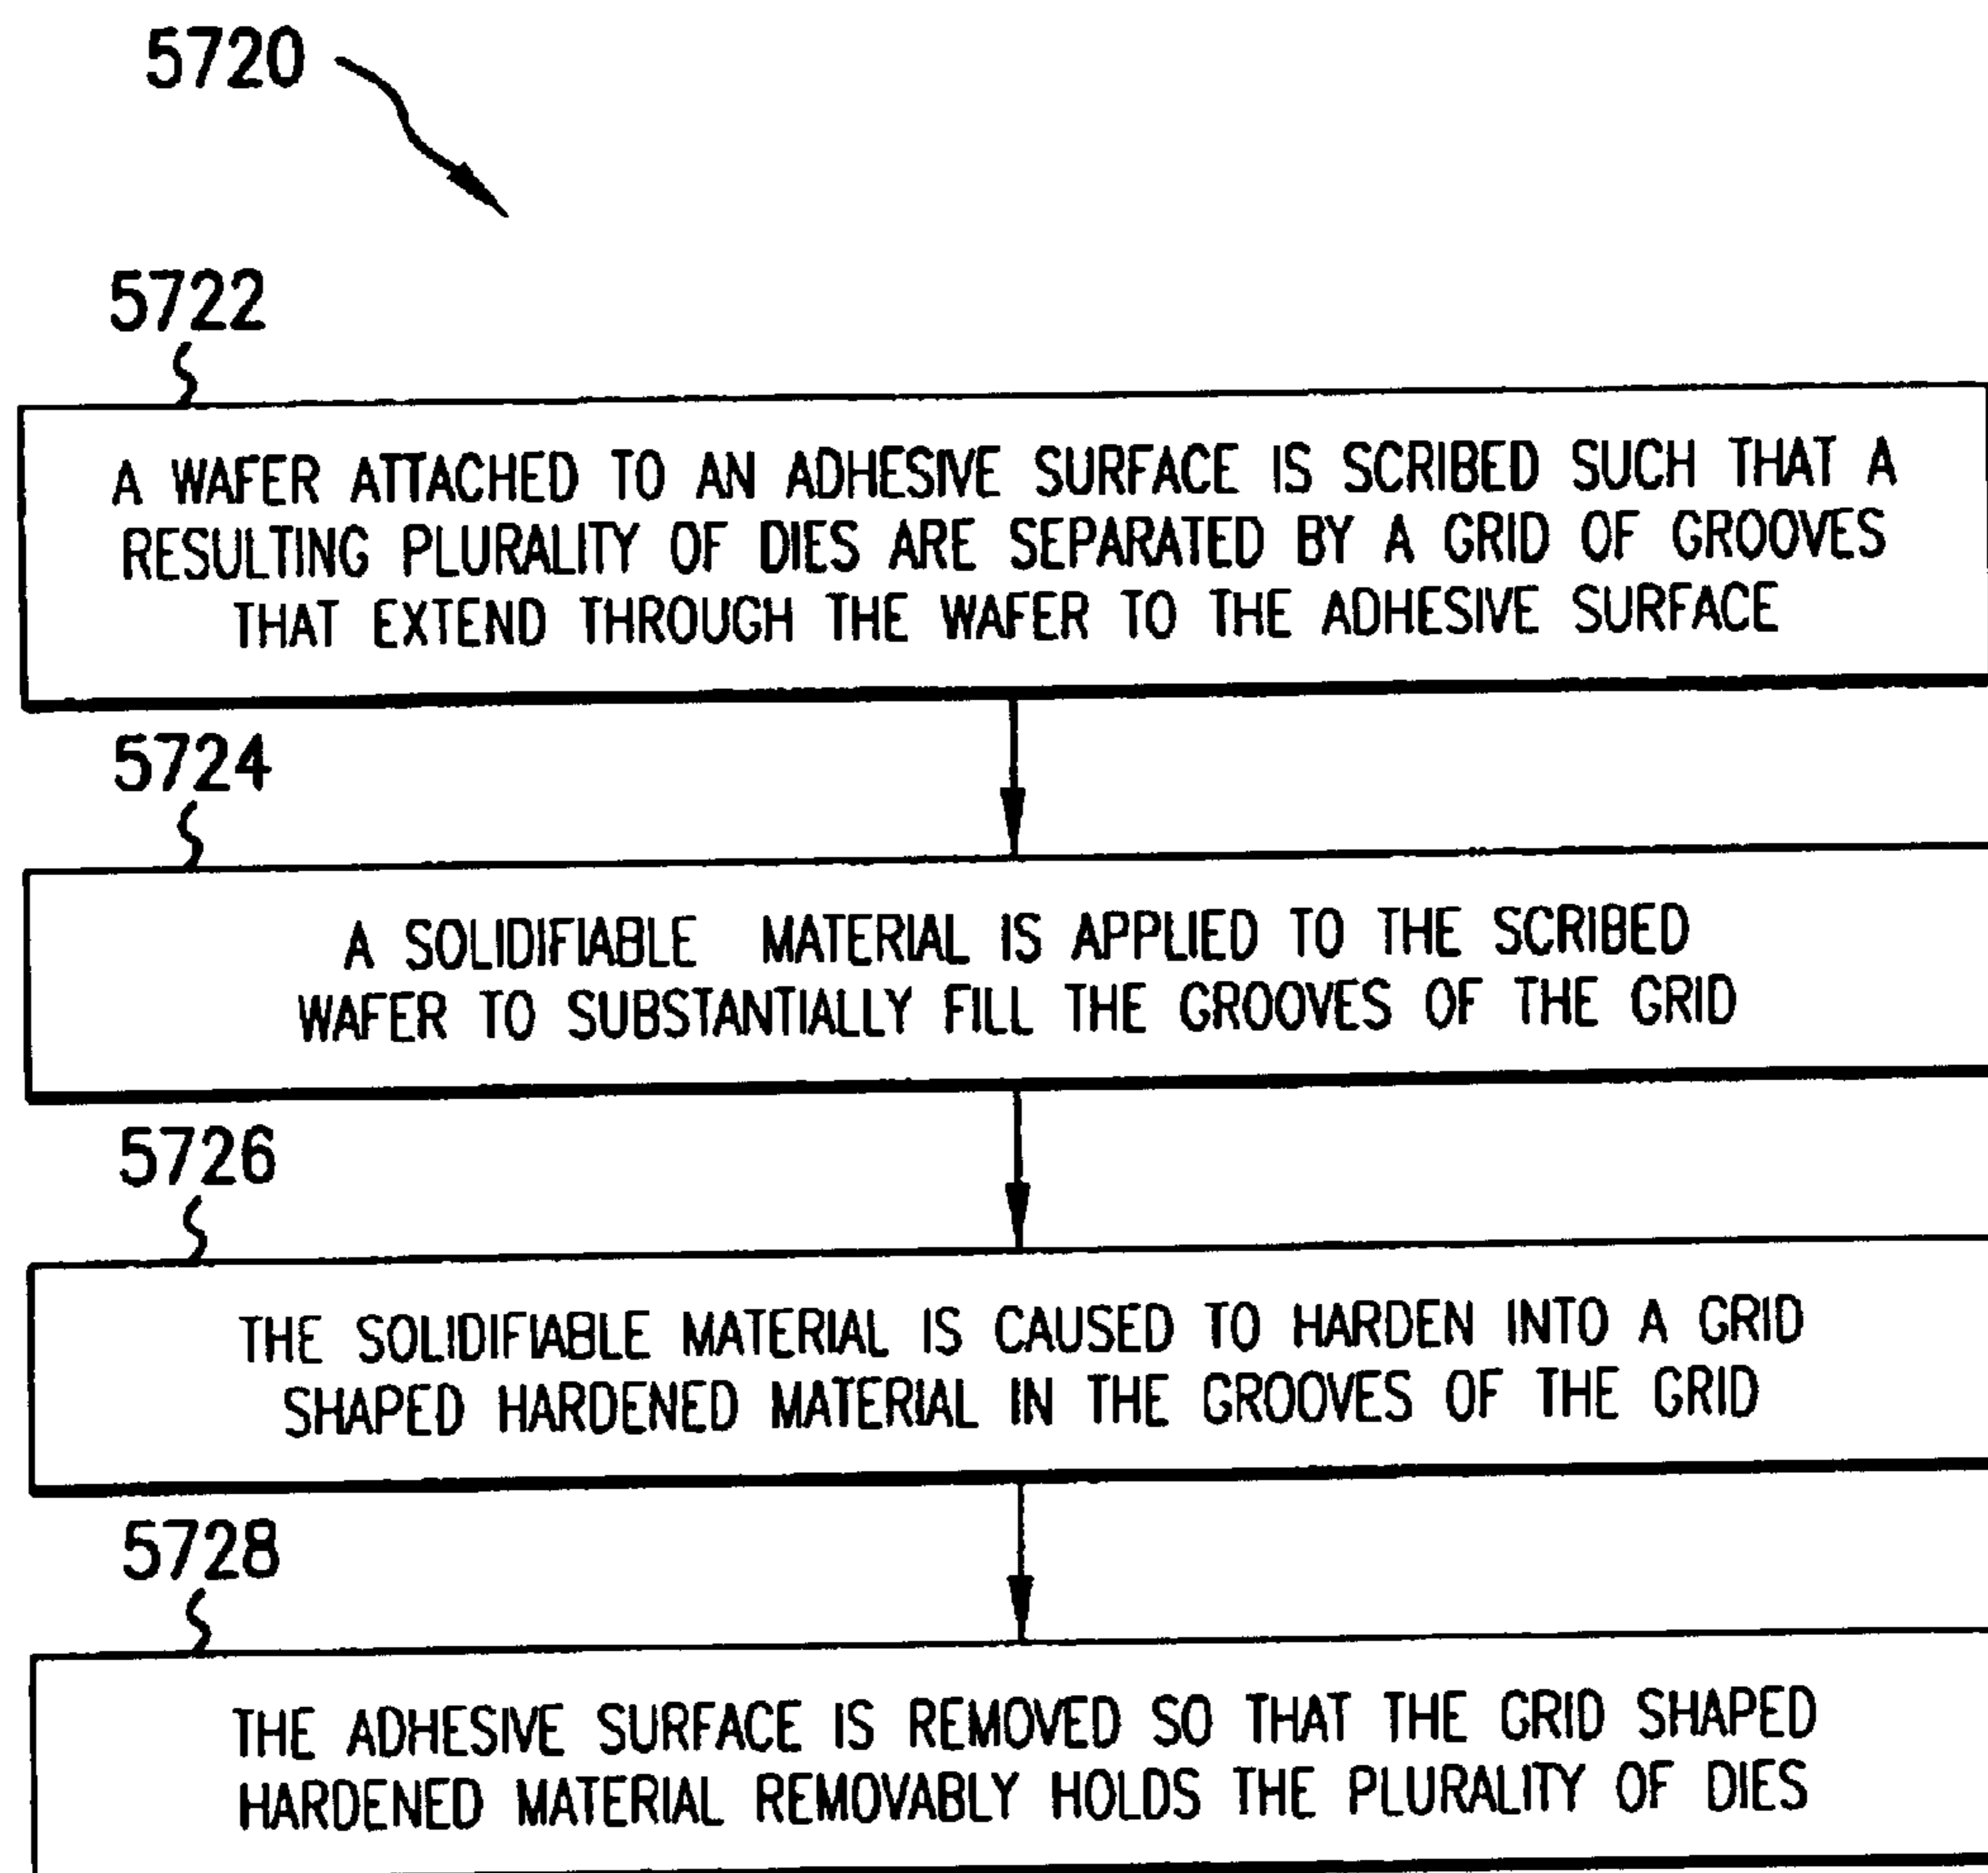 5720
5722
A WAFER ATTACHED TO AN ADHESIVE SURFACE IS SCRIBED SUCH THAT A
RESULTING PLURALITY OF DIES ARE SEPARATED BY A GRID OF GROOVES
THAT EXTEND THROUGH THE WAFER TO THE ADHESIVE SURFACE
5724
A SOLIDIFIABLE MATERIAL IS APPLIED TO THE SCRIBED
WAFER TO SUBSTANTIALLY FILL THE GROOVES OF THE GRID
5726
THE SOLIDIFIABLE MATERIAL IS CAUSED TO HARDEN INTO A GRID
SHAPED HARDENED MATERIAL IN THE GROOVES OF THE GRID
5728
THE ADHESIVE SURFACE IS REMOVED SO THAT THE GRID SHAPED
HARDENED MATERIAL REMOVABLY HOLDS THE PLURALITY OF DIES